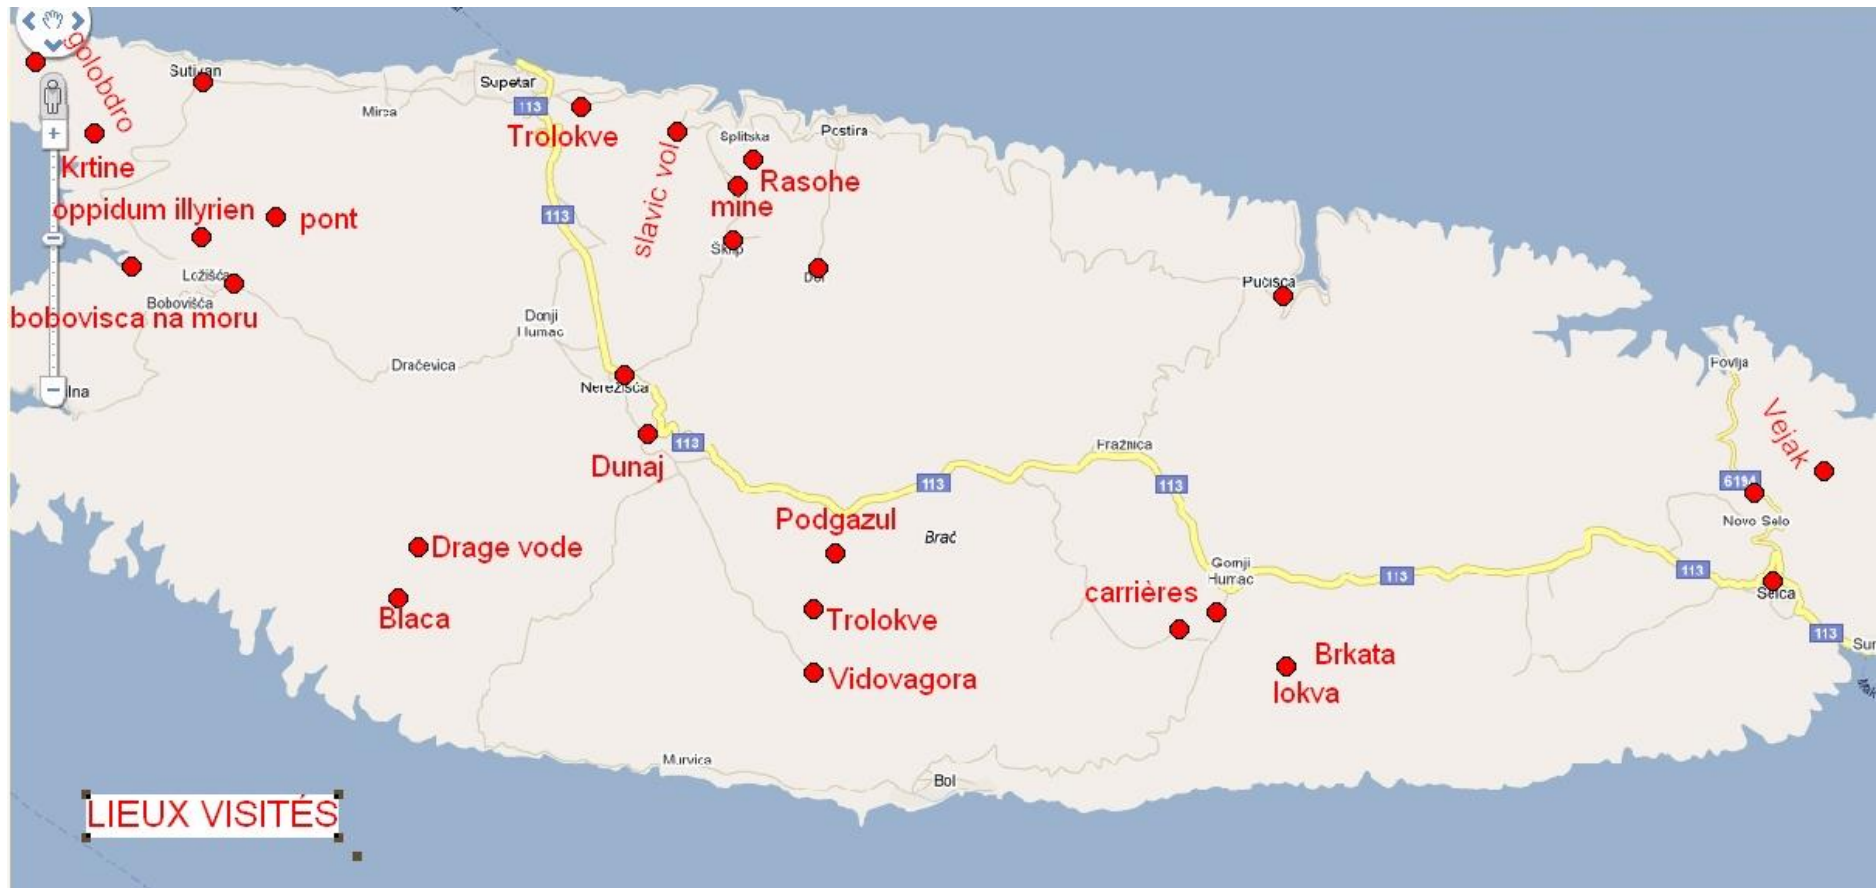 golobdro
Sutivan
Mirca
Supetar
113
Trolokve
Krtine
slavic vol
Splitska
Postira
Rasohe
mine
oppidum illyrien
pont
113
Škrip
Dol
Ložišća
Bobovišća
bobovisca na moru
Donji
Humac
Pučišća
Dračevica
Nerežišća
lna
Povlja
Vejak
113
Dunaj
Fražnica
113
113
6194
Novo Selo
Podgazul
Brač
Drage vode
Blaca
Trolokve
Vidovagora
Gornji
Humac
carrières
113
113
Selca
113
Sum
Brkata
lokva
Murvica
Bol
LIEUX VISITÉS